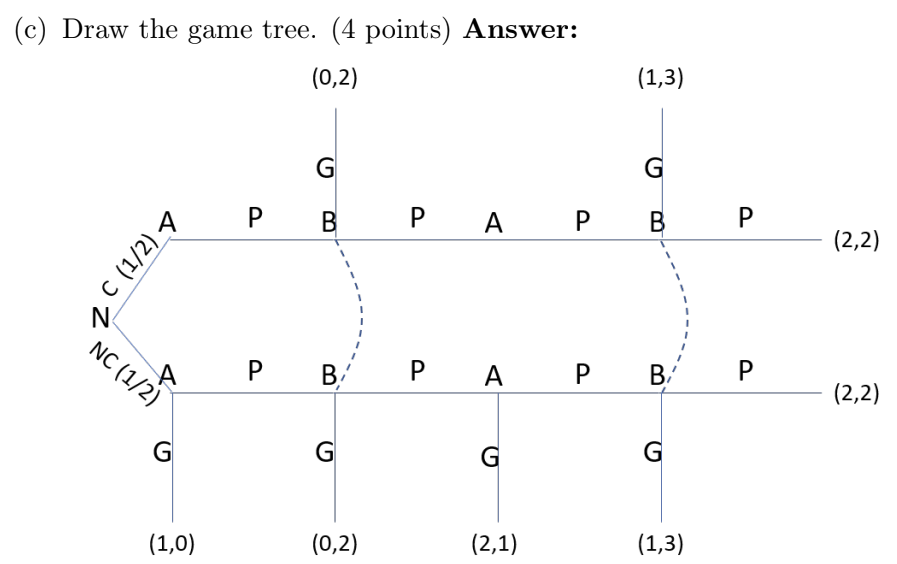 (c) Draw the game tree. (4 points) Answer:
(0,2) (1,3)
G G
A P B P A P B P
(2,2)
C (1/2)
N
NC (1/2)
A P B P A P B P
(2,2)
G G G G
(1,0) (0,2) (2,1) (1,3)